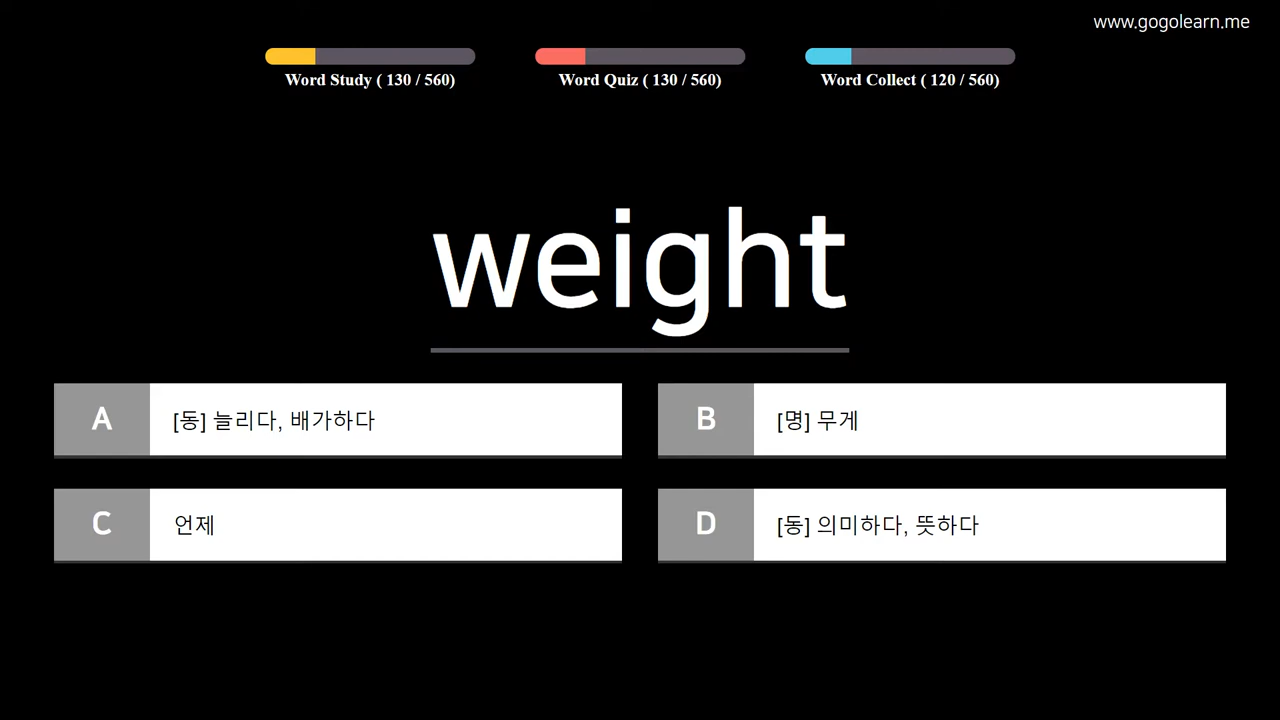 www.gogolearn.me
Word Study ( 130 / 560)
Word Quiz ( 130 / 560)
Word Collect ( 120 / 560)
weight
A [동] 늘리다, 배가하다
B [명] 무게
C 언제
D [동] 의미하다, 뜻하다